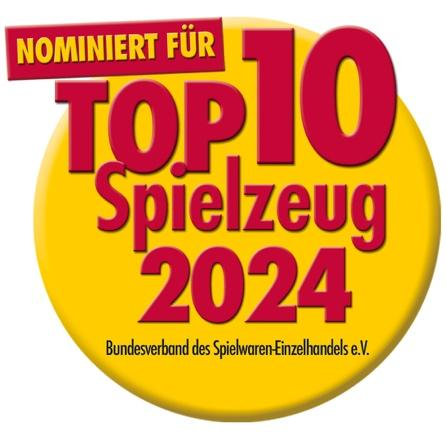 NOMINIERT FÜR
TOP 10
Spielzeug
2024
Bundesverband des Spielwaren-Einzelhandels e.V.